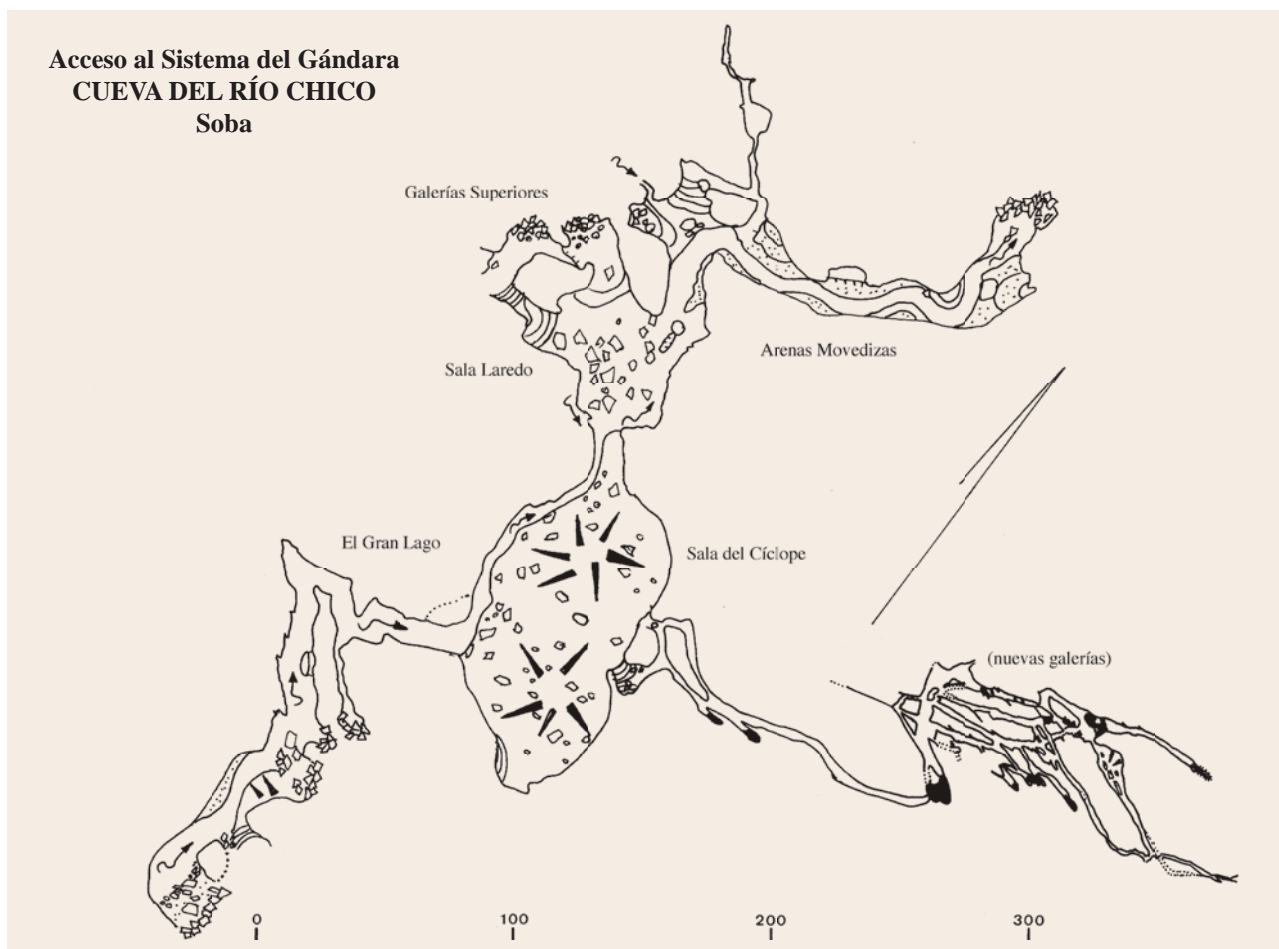 Acceso al Sistema del Gándara
CUEVA DEL RÍO CHICO
Soba
Galerías Superiores
Sala Laredo
Arenas Movedizas
El Gran Lago
Sala del Cíclope
(nuevas galerías)
0 100 200 300